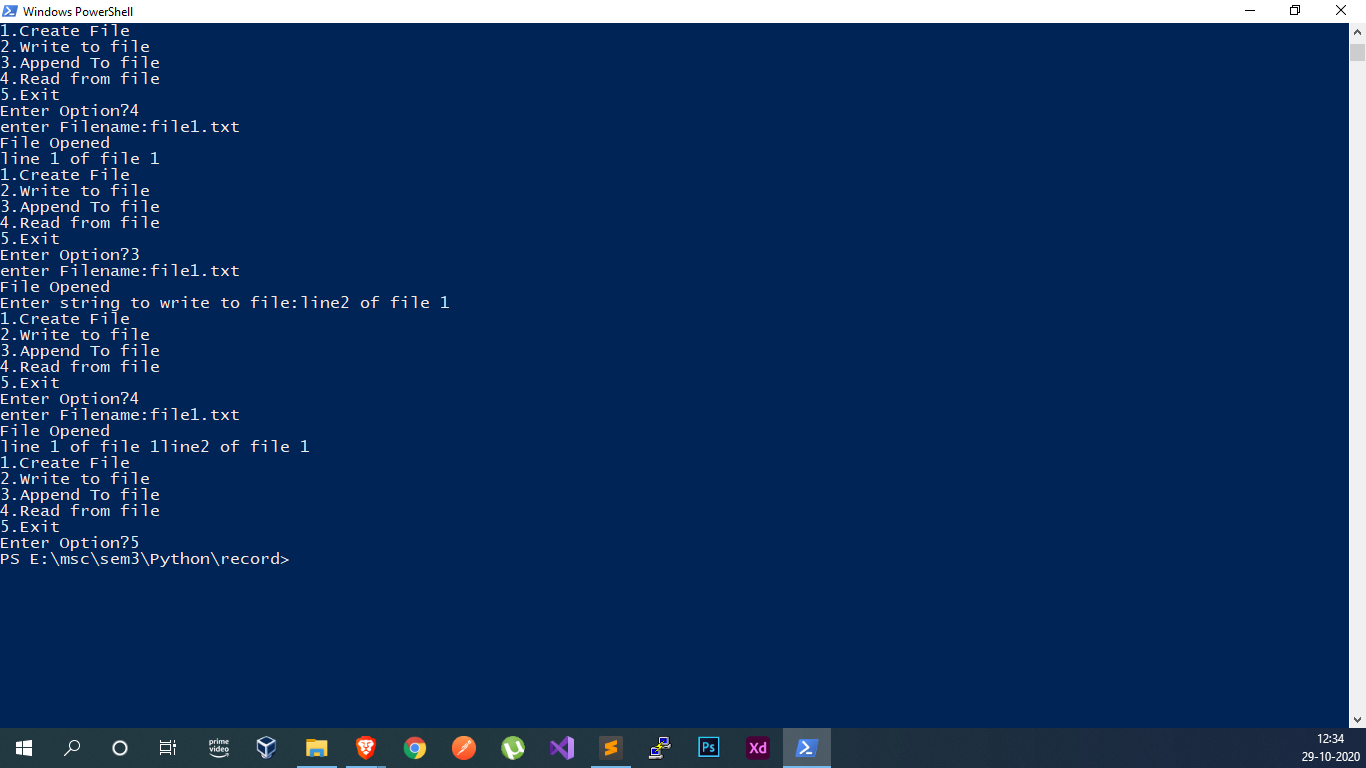 Windows PowerShell
1.Create File
2.Write to file
3.Append To file
4.Read from file
5.Exit
Enter Option?4
enter Filename:file1.txt
File Opened
line 1 of file 1
1.Create File
2.Write to file
3.Append To file
4.Read from file
5.Exit
Enter Option?3
enter Filename:file1.txt
File Opened
Enter string to write to file:line2 of file 1
1.Create File
2.Write to file
3.Append To file
4.Read from file
5.Exit
Enter Option?4
enter Filename:file1.txt
File Opened
line 1 of file 1line2 of file 1
1.Create File
2.Write to file
3.Append To file
4.Read from file
5.Exit
Enter Option?5
PS E:\msc\sem3\Python\record>
prime
video
Ps
Xd
12:34
29-10-2020